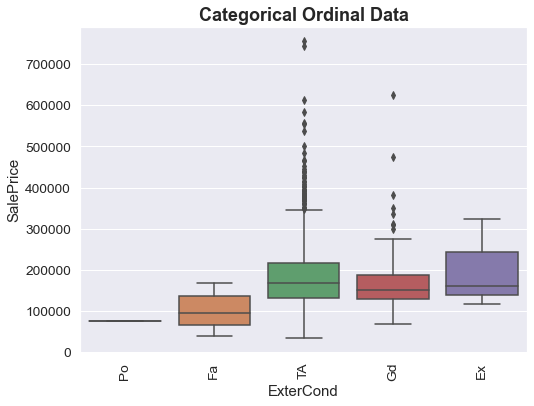 Categorical Ordinal Data
700000
600000
500000
400000
300000
200000
100000
0
SalePrice
Po
Fa
TA
Gd
Ex
ExterCond